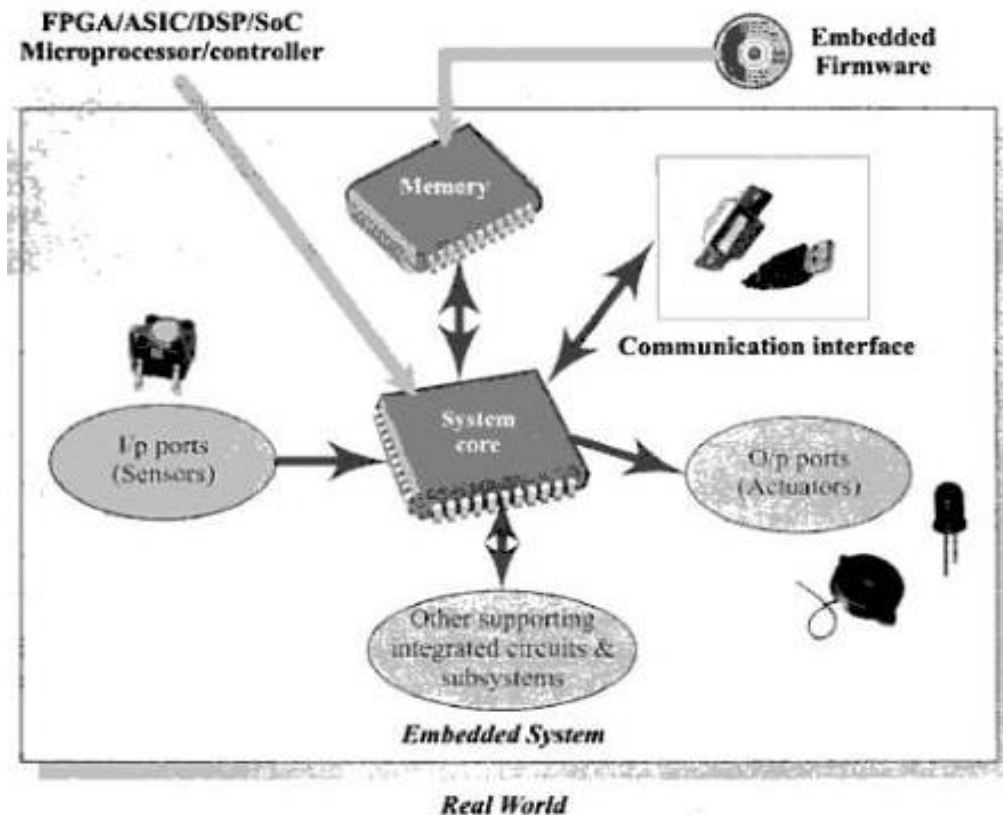 FPGA/ASIC/DSP/SoC
Microprocessor/controller
Embedded
Firmware
Memory
Communication interface
System
core
I/p ports
(Sensors)
O/p ports
(Actuators)
Other supporting
integrated circuits &
subsystems
Embedded System
Real World